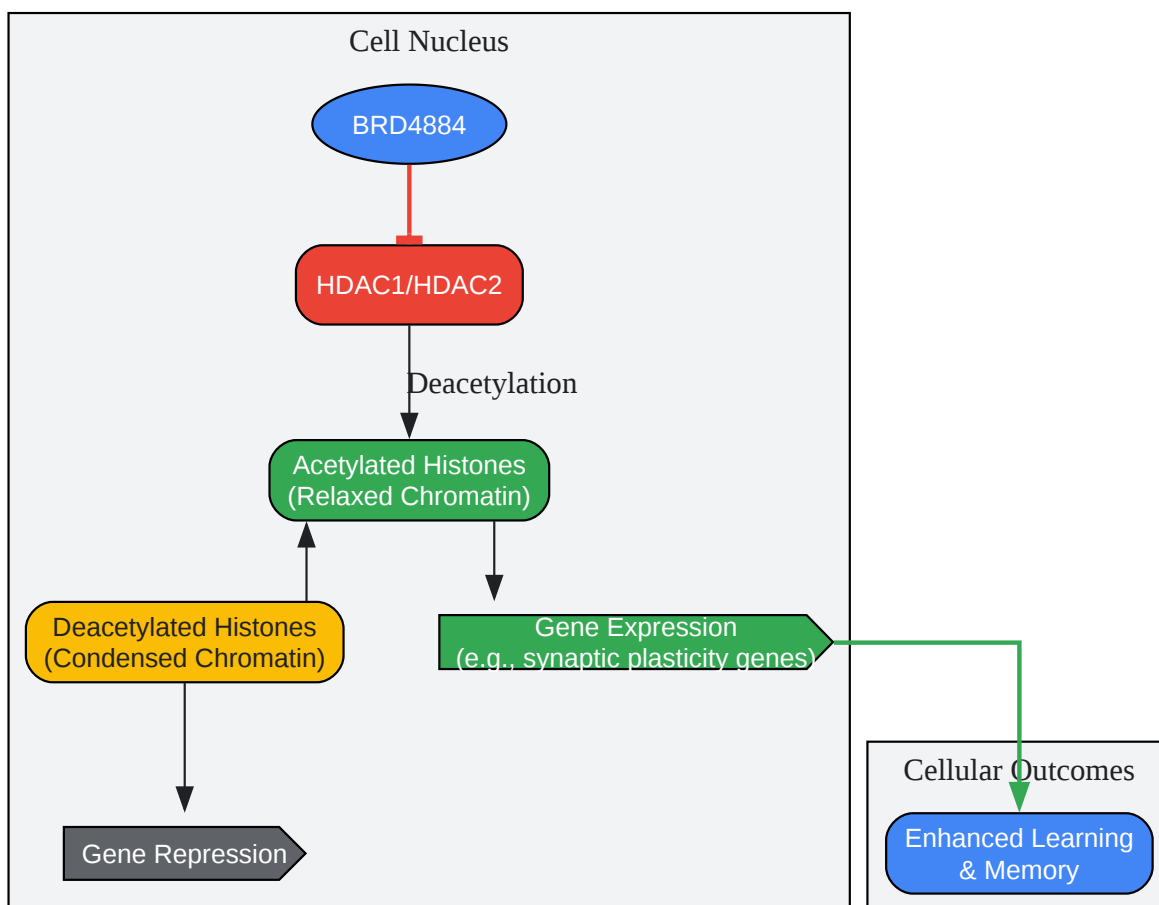 Cell Nucleus
BRD4884
HDAC1/HDAC2
Deacetylation
Acetylated Histones
(Relaxed Chromatin)
Deacetylated Histones
(Condensed Chromatin)
Gene Expression
(e.g., synaptic plasticity genes)
Gene Repression
Cellular Outcomes
Enhanced Learning
& Memory